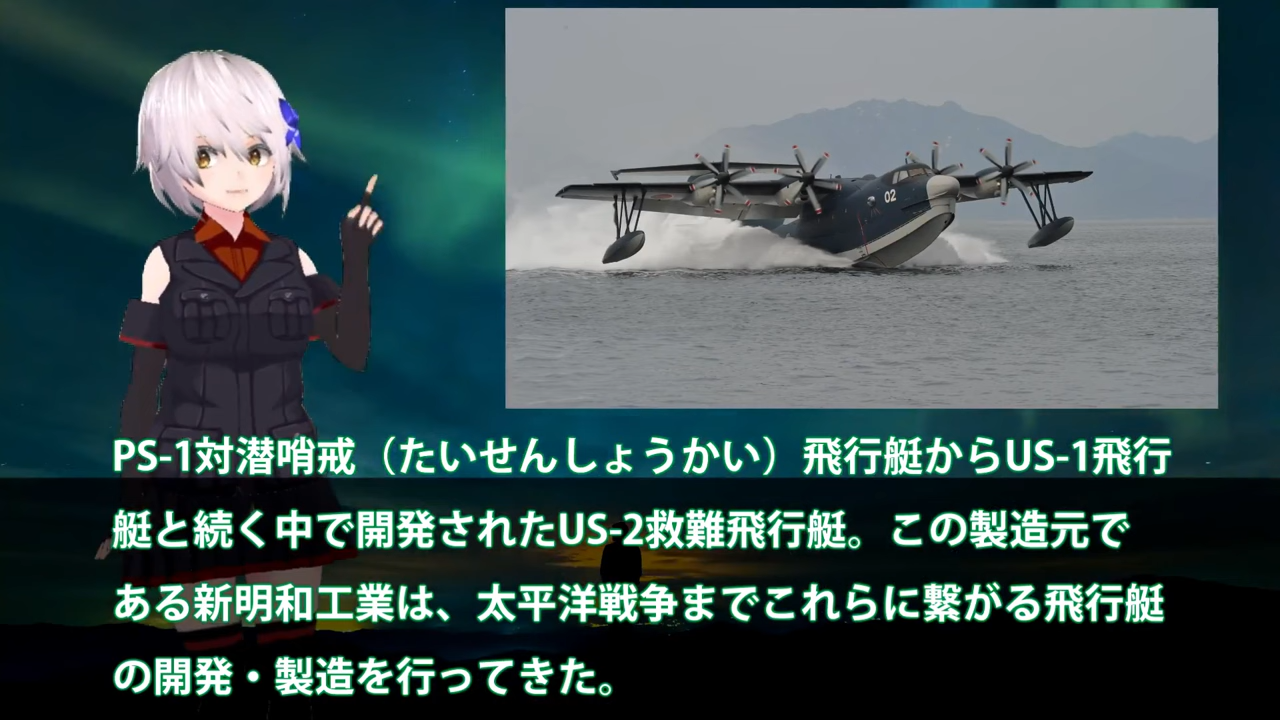 02
PS-1対潜哨戒（たいせんしょうかい）飛行艇からUS-1飛行
艇と続く中で開発されたUS-2救難飛行艇。この製造元で
ある新明和工業は、太平洋戦争までこれらに繋がる飛行艇
の開発・製造を行ってきた。